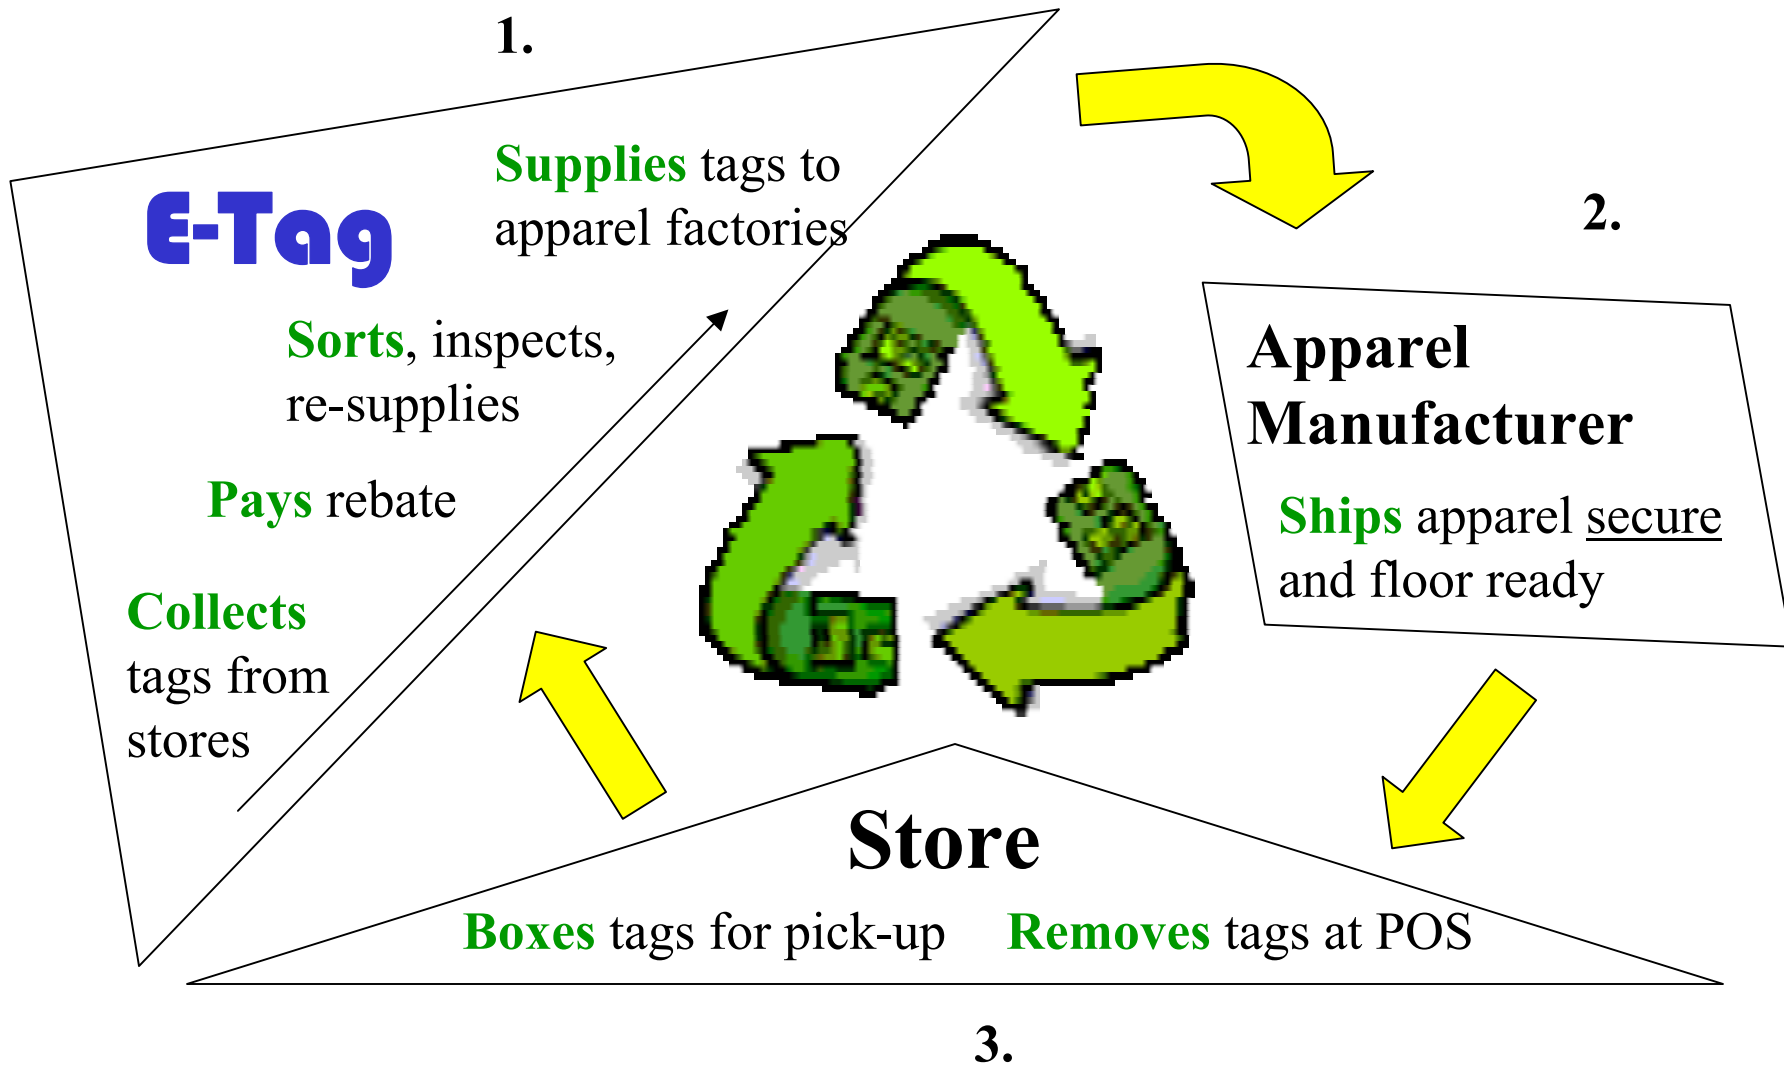 1.
E-Tag
Supplies tags to
apparel factories
Sorts, inspects,
re-supplies
Pays rebate
Collects
tags from
stores
2.
Apparel
Manufacturer
Ships apparel secure
and floor ready
Store
Boxes tags for pick-up
Removes tags at POS
3.